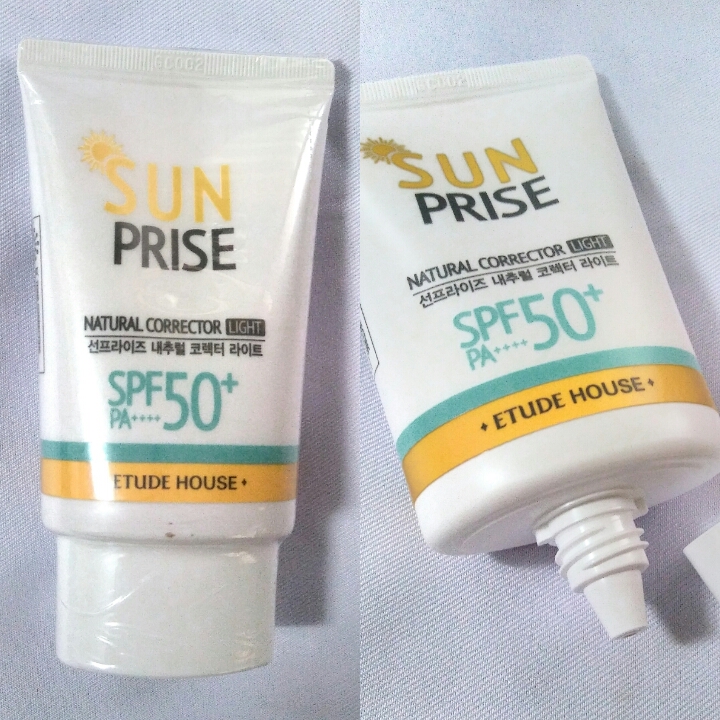 GL002
SUN
PRISE
NATURAL CORRECTOR LIGHT
선프라이즈 내추럴 코렉터 라이트
SPF50+
PA++++
ETUDE HOUSE
SUN
PRISE
NATURAL CORRECTOR LIGHT
선프라이즈 내추럴 코렉터 라이트
SPF50+
PA++++
ETUDE HOUSE